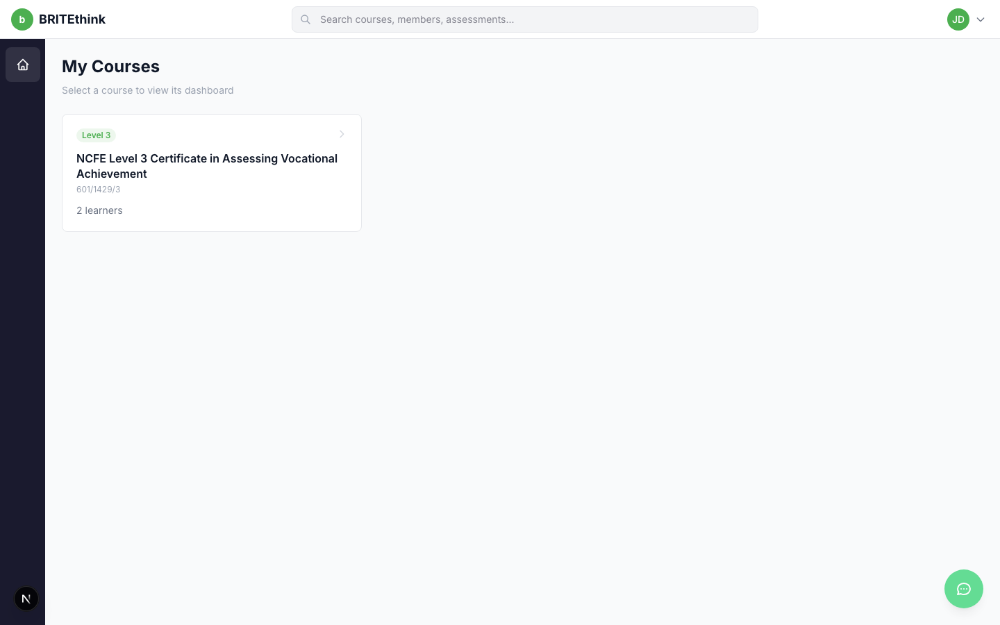 b BRITEthink
Search courses, members, assessments...
JD
My Courses
Select a course to view its dashboard
Level 3
NCFE Level 3 Certificate in Assessing Vocational
Achievement
601/1429/3
2 learners
N